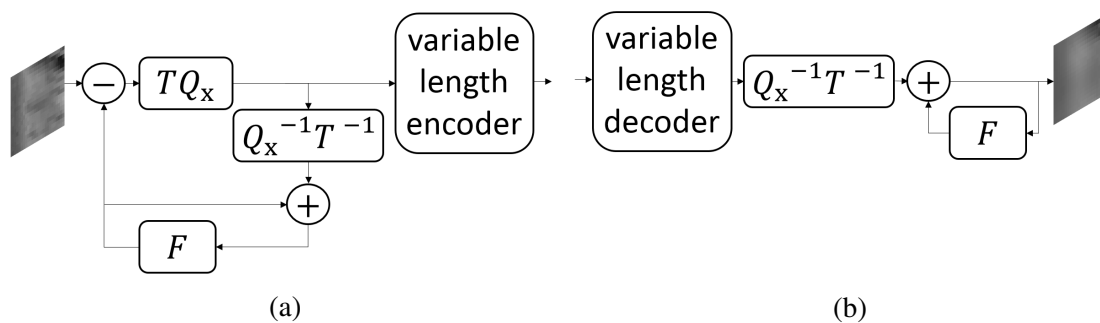 −
TQₓ
variable
length
encoder
Qₓ⁻¹T⁻¹
+
F
(a)
variable
length
decoder
Qₓ⁻¹T⁻¹
+
F
(b)